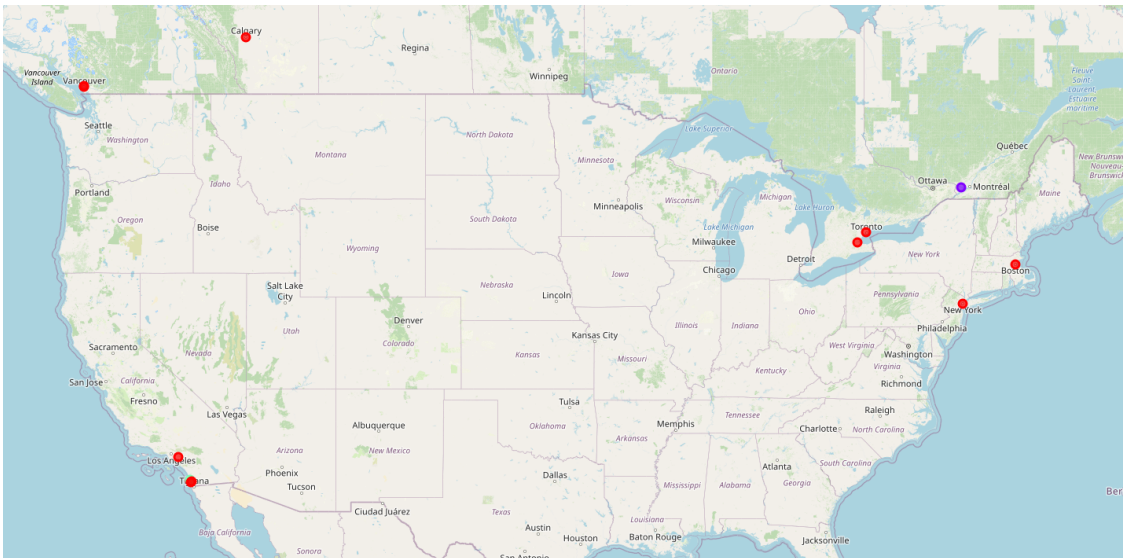 Calgary
Regina
Winnipeg
Vancouver
Island
Vancouver
Ontario
Fleuve
Saint-
Laurent,
Estuaire
maritime
Seattle
Washington
Montana
North Dakota
Minnesota
Lake Superior
Québec
New Brunsw
Nouveau-
Brunsw
Portland
Oregon
Idaho
Boise
Wyoming
South Dakota
Minneapolis
Wisconsin
Michigan
Lake Huron
Ottawa
Montréal
Maine
Toronto
Milwaukee
Lake Michigan
Detroit
Chicago
New York
Boston
Salt Lake
City
Nebraska
Iowa
Lincoln
Pennsylvania
New York
Philadelphia
Sacramento
Nevada
Utah
Denver
Colorado
Kansas
Kansas City
Missouri
Illinois
Indiana
Ohio
West Virginia
Washington
Virginia
Richmond
San Jose
California
Fresno
Las Vegas
Kentucky
Tulsa
Oklahoma
Arkansas
Memphis
Tennessee
Raleigh
Charlotte
North Carolina
Los Angeles
Arizona
Albuquerque
New Mexico
Phoenix
Tucson
Dallas
Mississippi
Alabama
Atlanta
Georgia
South Carolina
Ciudad Juárez
Texas
Louisiana
Baja California
Sonora
Austin
Houston
San Antonio
Baton Rouge
Jacksonville
Ber